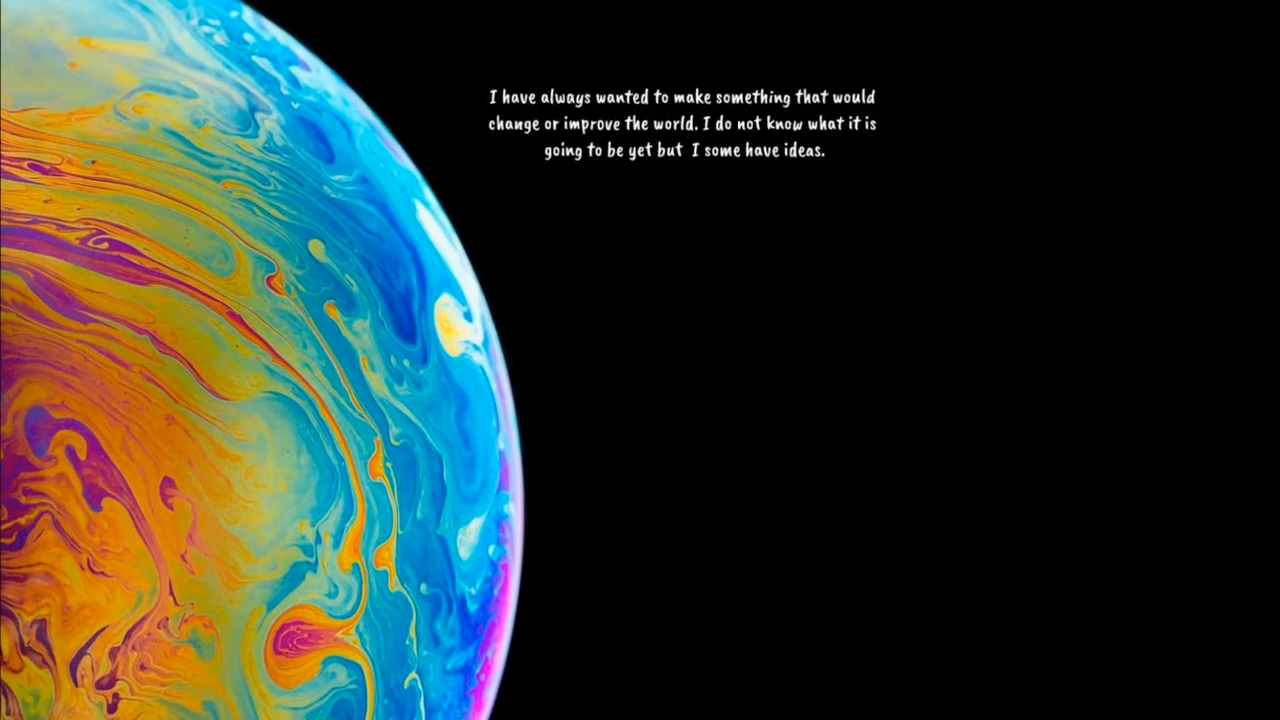 I have always wanted to make something that would
change or improve the world. I do not know what it is
going to be yet but I some have ideas.